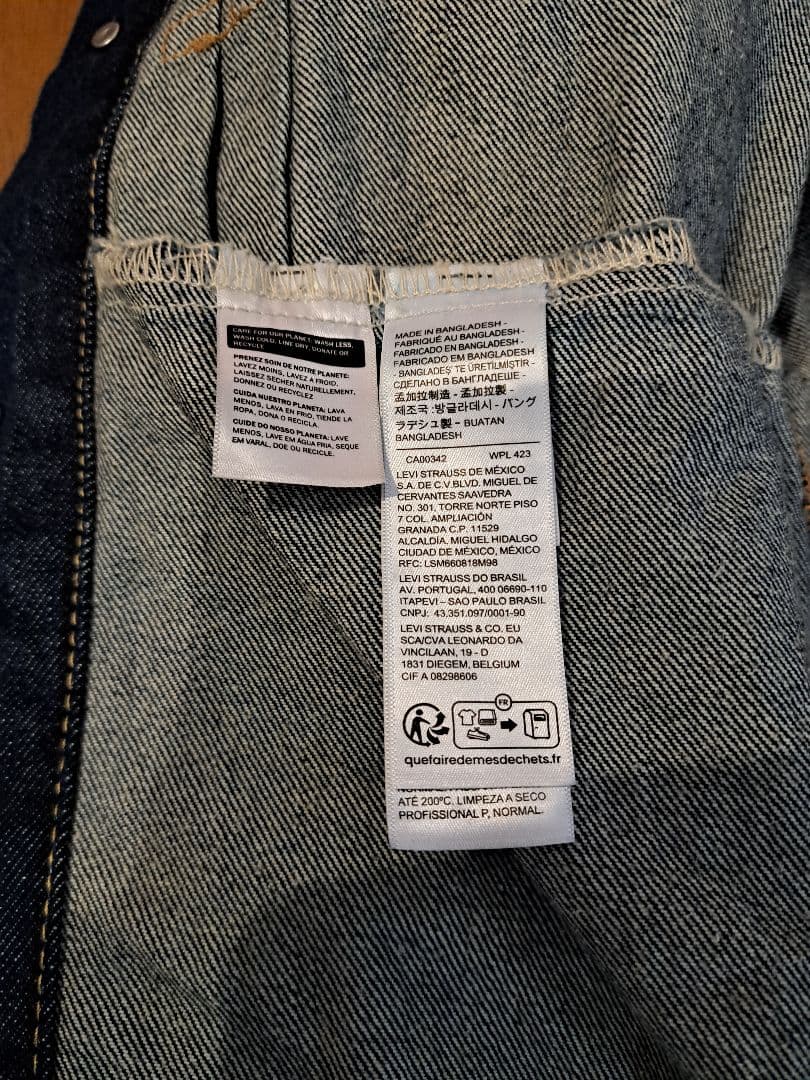 CARE FOR OUR PLANET: WASH LESS,
WASH COLD, LINE DRY, DONATE OR
RECYCLE
PRENEZ SOIN DE NOTRE PLANETE:
LAVEZ MOINS, LAVEZ A FROID,
LAISSEZ SÉCHER NATURELLEMENT,
DONNEZ OU RECYCLEZ
CUIDA NUESTRO PLANETA: LAVA
MENOS, LAVA EN FRIO, TIENDE LA
ROPA, DONA O RECICLA.
CUIDE DO NOSSO PLANETA: LAVE
MENOS, LAVE EM ÁGUA FRIA, SEQUE
EM VARAL, DOE OU RECICLE.
MADE IN BANGLADESH -
FABRIQUÉ AU BANGLADESH -
FABRICADO EN BANGLADESH -
FABRICADO EM BANGLADESH
- BANGLADEŞ' TE ÜRETİLMİŞTİR -
СДЕЛАНО В БАНГЛАДЕШЕ -
孟加拉制造 - 孟加拉製 -
제조국 :방글라데시 - バング
ラデシュ製 – BUATAN
BANGLADESH
CA00342 WPL 423
LEVI STRAUSS DE MÉXICO
S.A. DE C.V.BLVD. MIGUEL DE
CERVANTES SAAVEDRA
NO. 301, TORRE NORTE PISO
7 COL. AMPLIACIÓN
GRANADA C.P. 11529
ALCALDÍA. MIGUEL HIDALGO
CIUDAD DE MÉXICO, MÉXICO
RFC: LSM660818M98
LEVI STRAUSS DO BRASIL
AV. PORTUGAL, 400 06690-110
ITAPEVI – SAO PAULO BRASIL
CNPJ: 43.351.097/0001-90
LEVI STRAUSS & CO. EU
SCA/CVA LEONARDO DA
VINCILAAN, 19 - D
1831 DIEGEM, BELGIUM
CIF A 08298606
FR
quefairedemesdechets.fr
ATÉ 200ºC. LIMPEZA A SECO
PROFISSIONAL P, NORMAL.